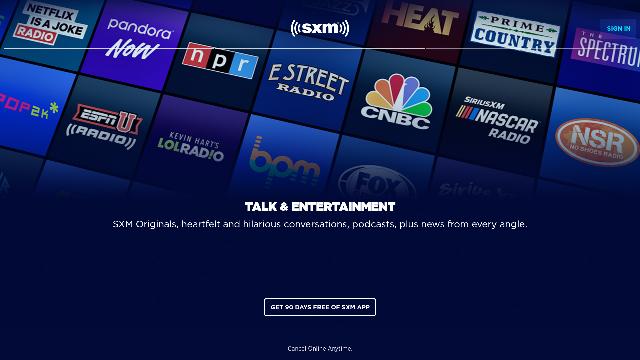 NETFLIX
IS A JOKE
RADIO
pandora
Now
npr
((sxm))
HEAT
PRIME
COUNTRY
THE
SPECTRUM
SIGN IN
POP2K
ESPNU
((RADIO))
KEVIN HART'S
LOL RADIO
bpm
E STREET
RADIO
CNBC
FOX
SiriusXM
NASCAR
RADIO
NSR
NO SHOES RADIO
TALK & ENTERTAINMENT
SXM Originals, heartfelt and hilarious conversations, podcasts, plus news from every angle.
GET 90 DAYS FREE OF SXM APP
Cancel Online Anytime.